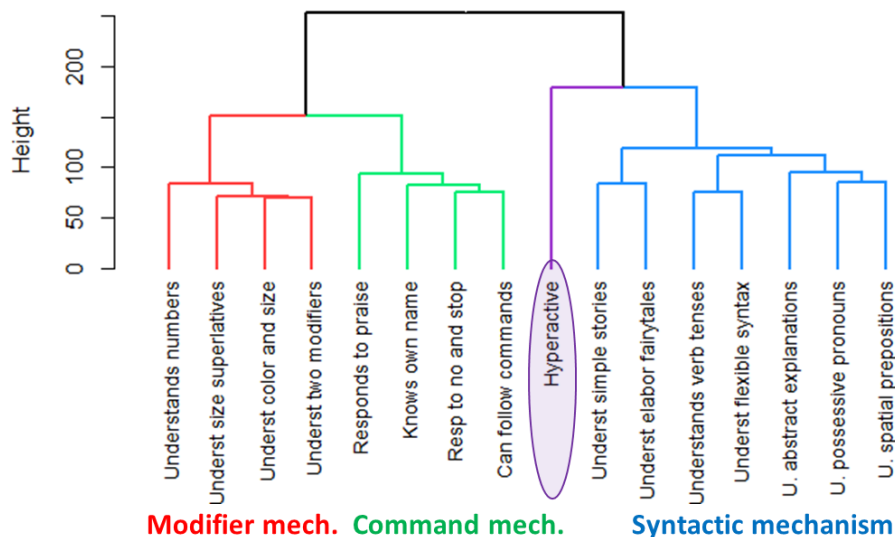 Height
200
100
50
0
Understands numbers
Underst size superlatives
Underst color and size
Underst two modifiers
Responds to praise
Knows own name
Resp to no and stop
Can follow commands
Hyperactive
Underst simple stories
Underst elabor fairytales
Understands verb tenses
Underst flexible syntax
U. abstract explanations
U. possessive pronouns
U. spatial prepositions
Modifier mech. Command mech. Syntactic mechanism